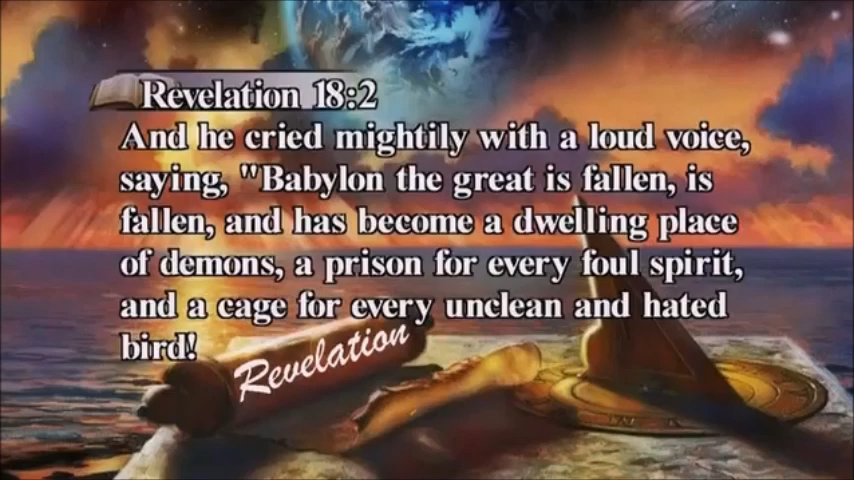 Revelation 18:2
And he cried mightily with a loud voice,
saying, "Babylon the great is fallen, is
fallen, and has become a dwelling place
of demons, a prison for every foul spirit,
and a cage for every unclean and hated
bird!
Revelation